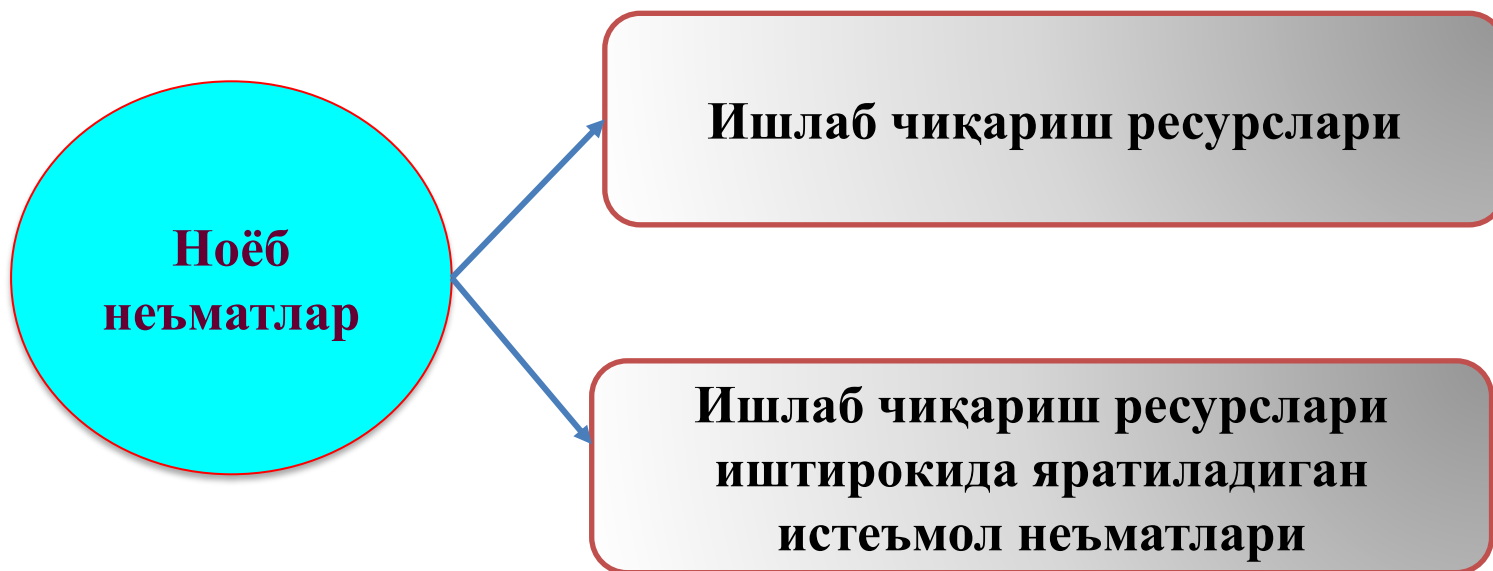 Ишлаб чиқариш ресурслари
Ноёб
неъматлар
Ишлаб чиқариш ресурслари
иштирокида яратиладиган
истеъмол неъматлари